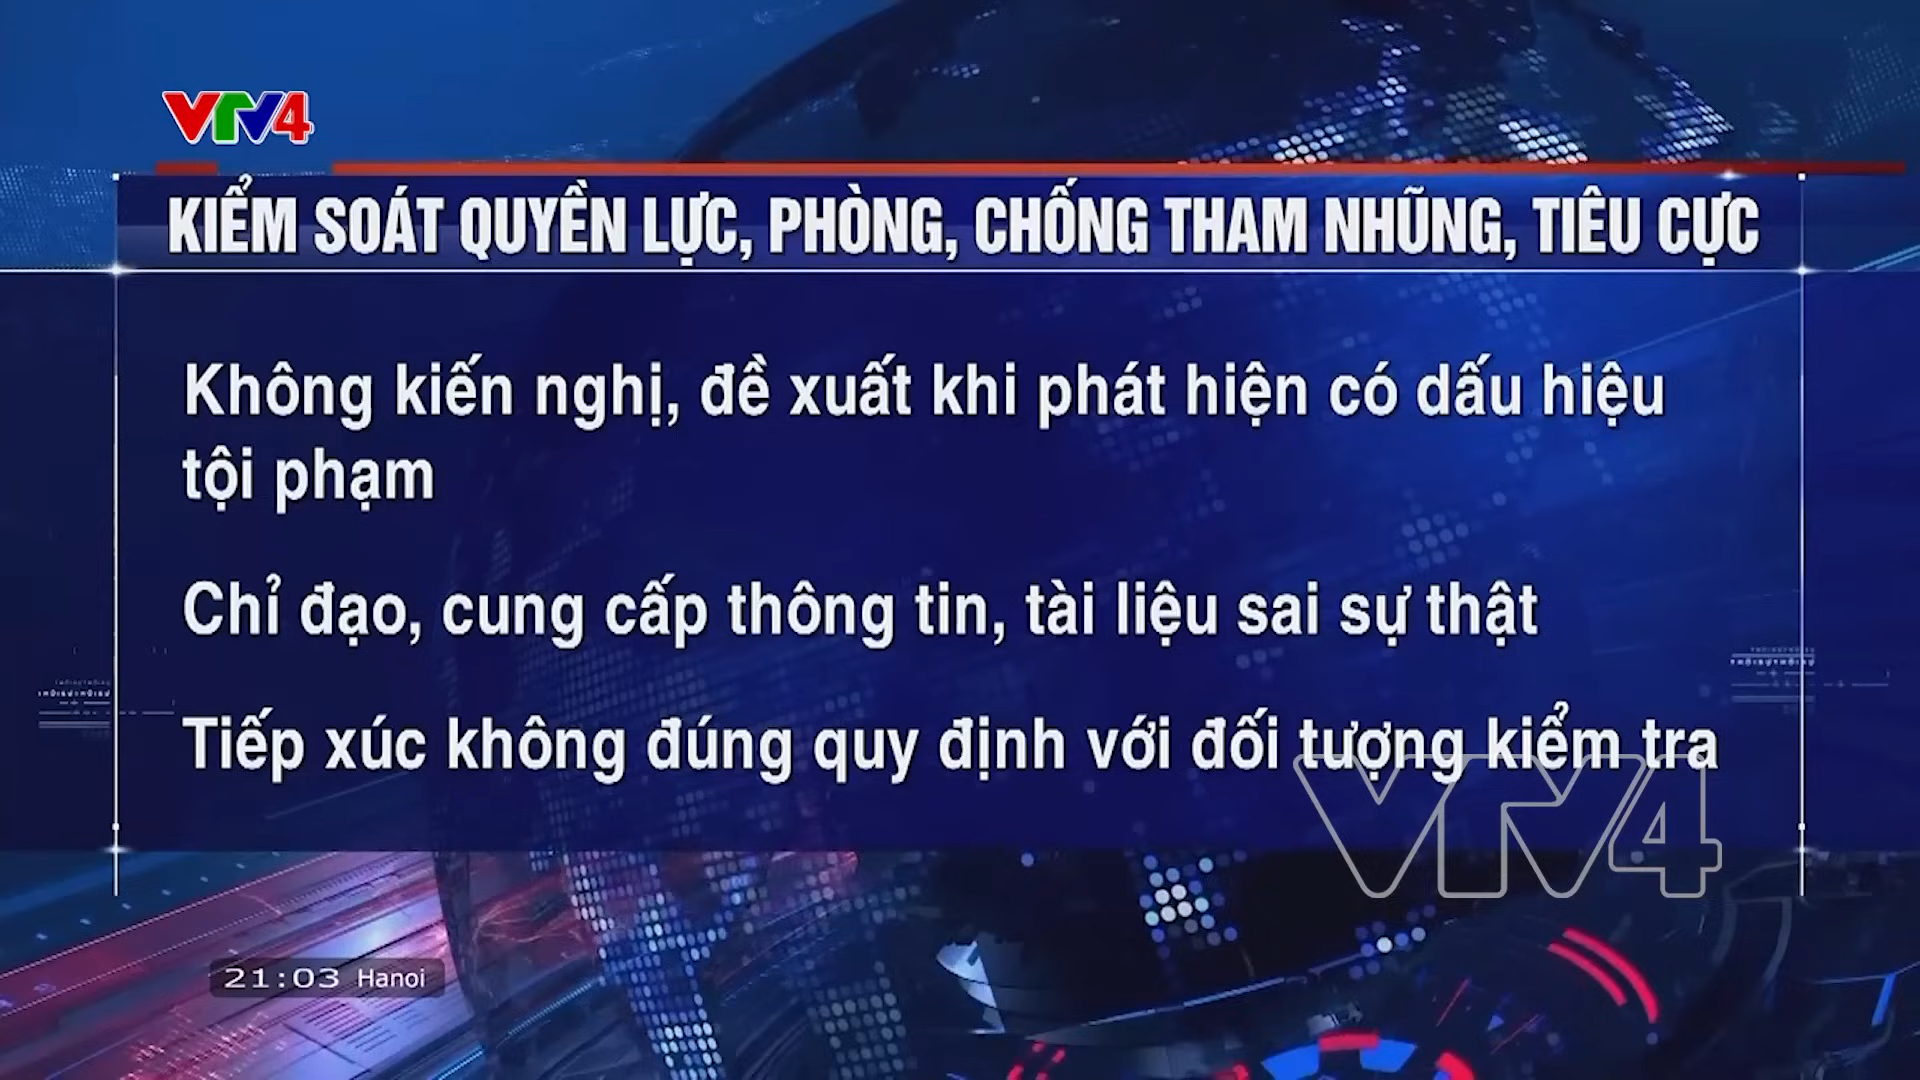 VTV4
KIỂM SOÁT QUYỀN LỰC, PHÒNG, CHỐNG THAM NHŨNG, TIÊU CỰC
Không kiến nghị, đề xuất khi phát hiện có dấu hiệu
tội phạm
Chỉ đạo, cung cấp thông tin, tài liệu sai sự thật
Tiếp xúc không đúng quy định với đối tượng kiểm tra
VTV4
21:03 Hanoi